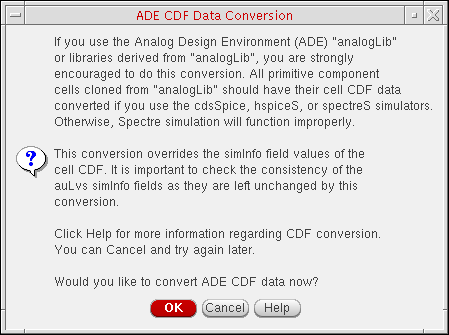 ADE CDF Data Conversion
If you use the Analog Design Environment (ADE) "analogLib"
or libraries derived from "analogLib", you are strongly
encouraged to do this conversion. All primitive component
cells cloned from "analogLib" should have their cell CDF data
converted if you use the cdsSpice, hspiceS, or spectreS simulators.
Otherwise, Spectre simulation will function improperly.
This conversion overrides the simInfo field values of the
cell CDF. It is important to check the consistency of the
auLvs simInfo fields as they are left unchanged by this
conversion.
Click Help for more information regarding CDF conversion.
You can Cancel and try again later.
Would you like to convert ADE CDF data now?
OK Cancel Help